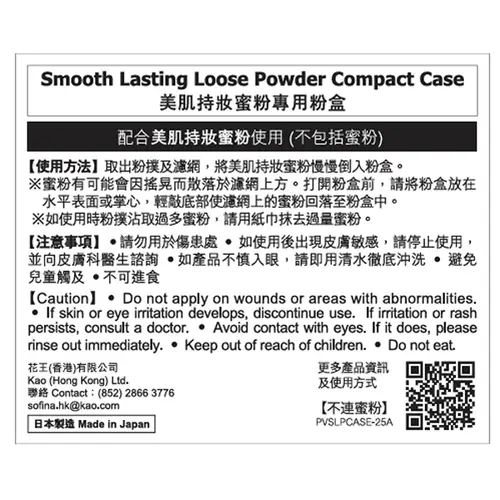 Smooth Lasting Loose Powder Compact Case
美肌持妝蜜粉專用粉盒
配合美肌持妝蜜粉使用 (不包括蜜粉)
【使用方法】取出粉撲及濾網，將美肌持妝蜜粉慢慢倒入粉盒。
※蜜粉有可能會因搖晃而散落於濾網上方。打開粉盒前，請將粉盒放在
水平表面或掌心，輕敲底部使濾網上的蜜粉回落至粉盒中。
※如使用時粉撲沾取過多蜜粉，請用紙巾抹去過量蜜粉。
【注意事項】●請勿用於傷患處 ● 如使用後出現皮膚敏感，請停止使用，
並向皮膚科醫生諮詢 ● 如產品不慎入眼，請即用清水徹底沖洗 ● 避免
兒童觸及 ● 不可進食
【Caution】 ● Do not apply on wounds or areas with abnormalities.
● If skin or eye irritation develops, discontinue use. If irritation or rash
persists, consult a doctor. ● Avoid contact with eyes. If it does, please
rinse out immediately. ● Keep out of reach of children. ● Do not eat.
花王(香港)有限公司
Kao (Hong Kong) Ltd.
聯絡 Contact : (852) 2866 3776
sofina.hk@kao.com
日本製造 Made in Japan
更多產品資訊
及使用方式
【不連蜜粉】
PVSLPCASE-25A